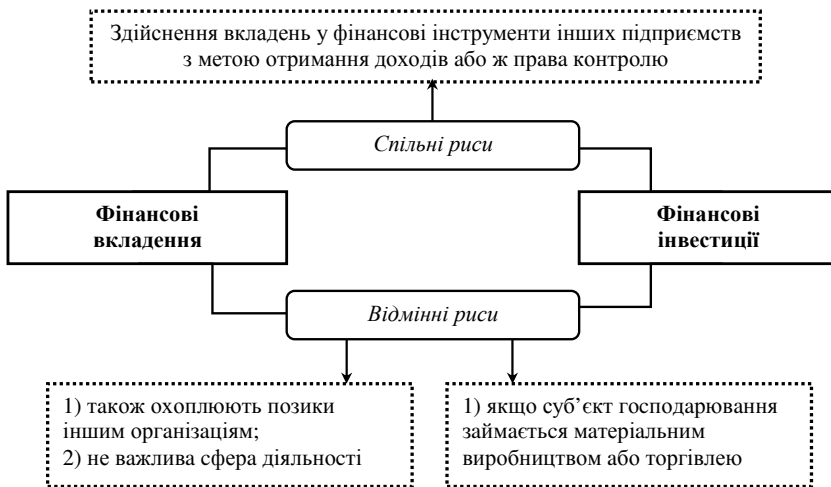 Здійснення вкладень у фінансові інструменти інших підприємств
з метою отримання доходів або ж права контролю
Спільні риси
Фінансові
вкладення
Фінансові
інвестиції
Відмінні риси
1) також охоплюють позики
іншим організаціям;
2) не важлива сфера діяльності
1) якщо суб’єкт господарювання
займається матеріальним
виробництвом або торгівлею